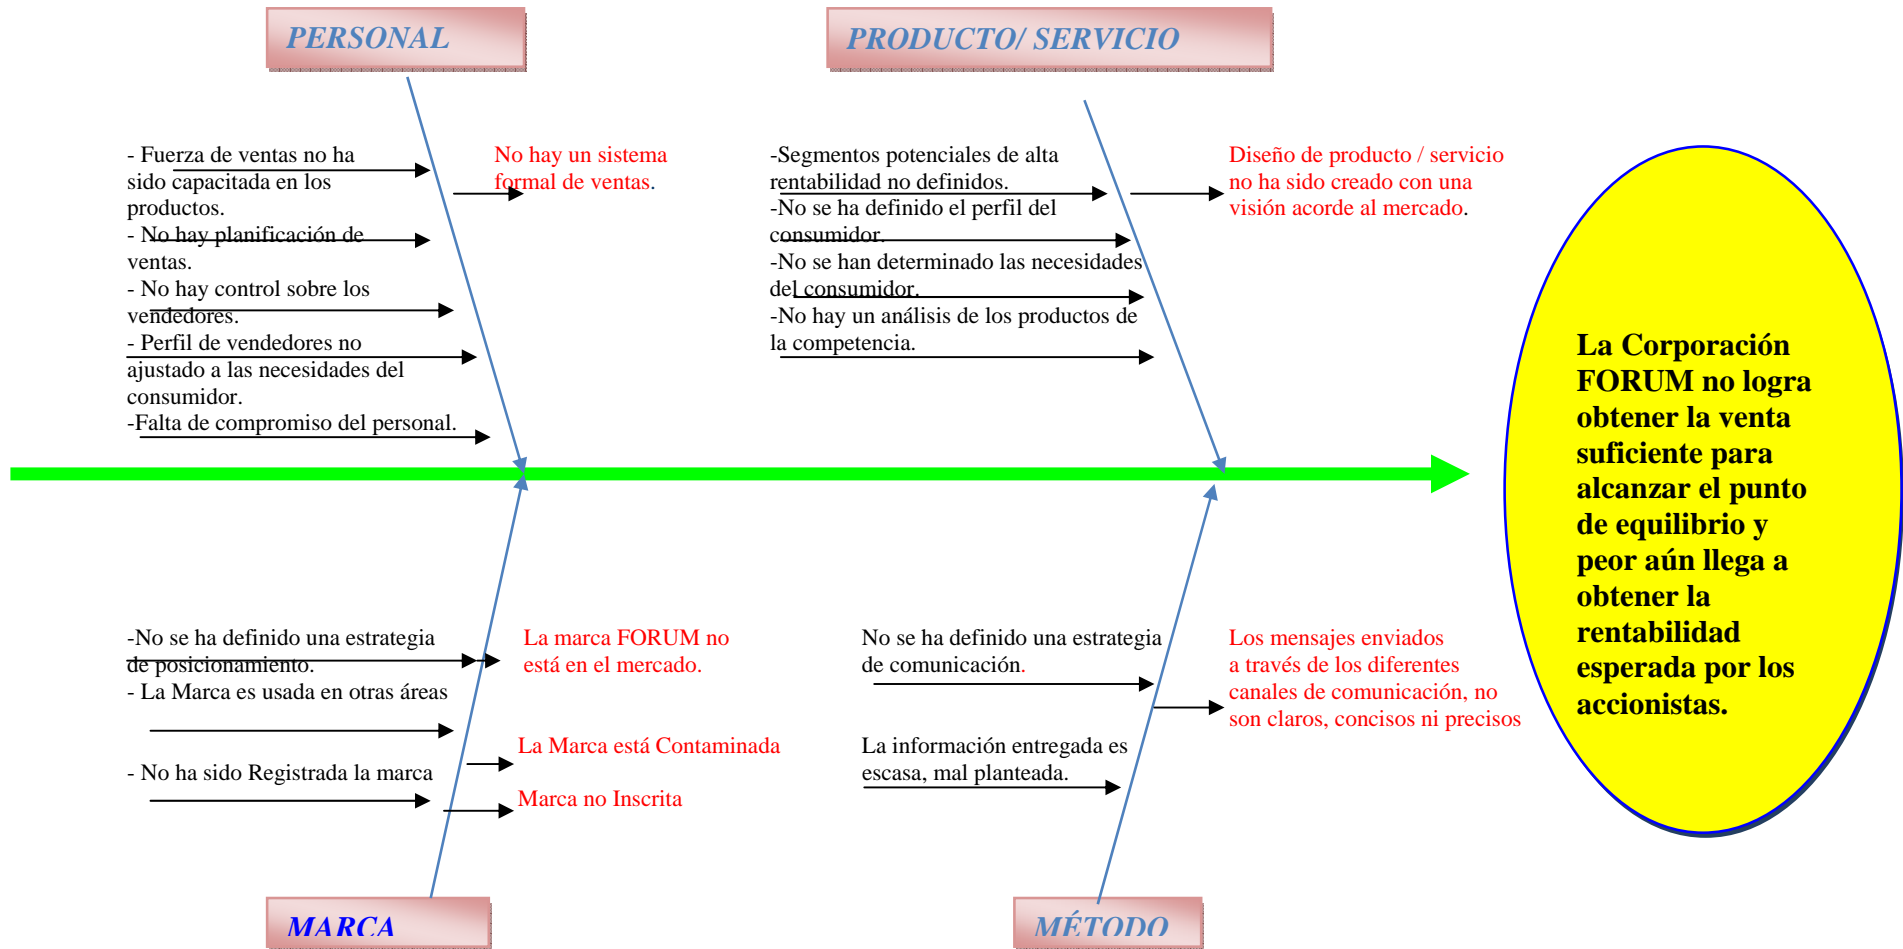 PERSONAL
- Fuerza de ventas no ha
sido capacitada en los
productos.
- No hay planificación de
ventas.
- No hay control sobre los
vendedores.
- Perfil de vendedores no
ajustado a las necesidades del
consumidor.
-Falta de compromiso del personal.
No hay un sistema
formal de ventas.
PRODUCTO/ SERVICIO
-Segmentos potenciales de alta
rentabilidad no definidos.
-No se ha definido el perfil del
consumidor.
-No se han determinado las necesidades
del consumidor.
-No hay un análisis de los productos de
la competencia.
Diseño de producto / servicio
no ha sido creado con una
visión acorde al mercado.
La Corporación
FORUM no logra
obtener la venta
suficiente para
alcanzar el punto
de equilibrio y
peor aún llega a
obtener la
rentabilidad
esperada por los
accionistas.
-No se ha definido una estrategia
de posicionamiento.
- La Marca es usada en otras áreas
- No ha sido Registrada la marca
La marca FORUM no
está en el mercado.
La Marca está Contaminada
Marca no Inscrita
MARCA
No se ha definido una estrategia
de comunicación.
La información entregada es
escasa, mal planteada.
Los mensajes enviados
a través de los diferentes
canales de comunicación, no
son claros, concisos ni precisos
MÉTODO